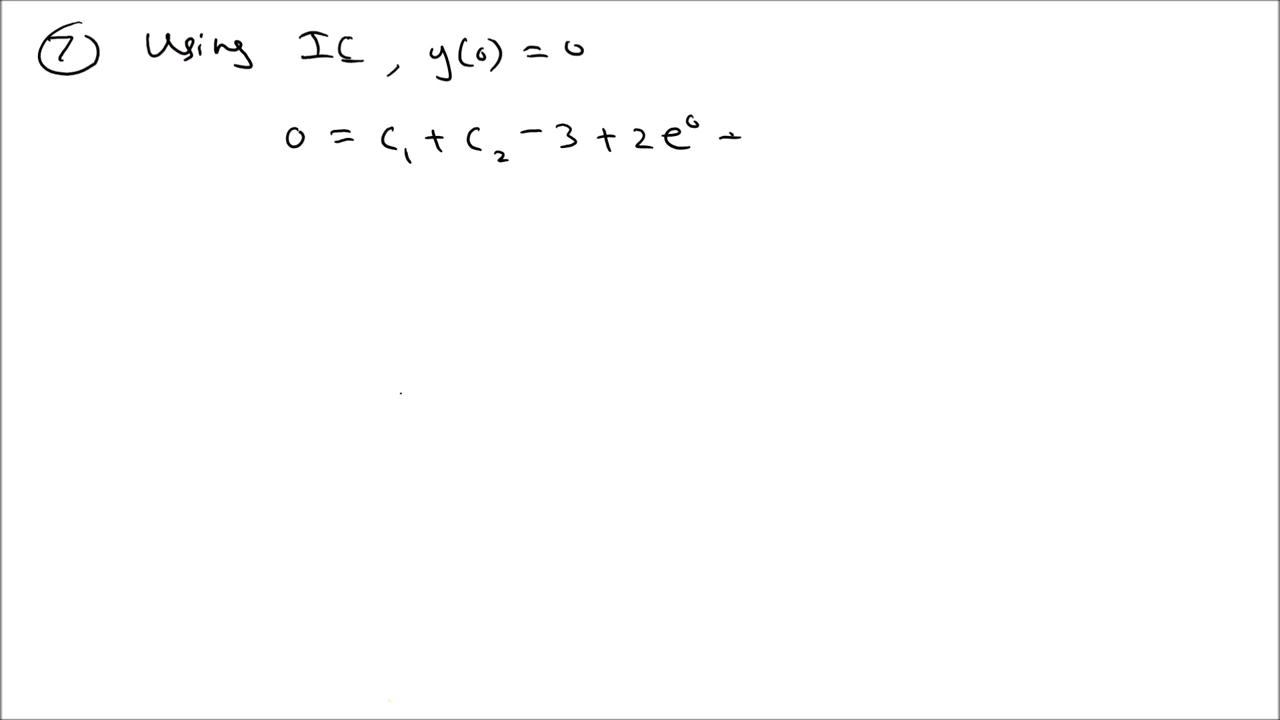 ⑦ Using IC, y(0) = 0
0 = C₁ + C₂ - 3 + 2e⁰ -